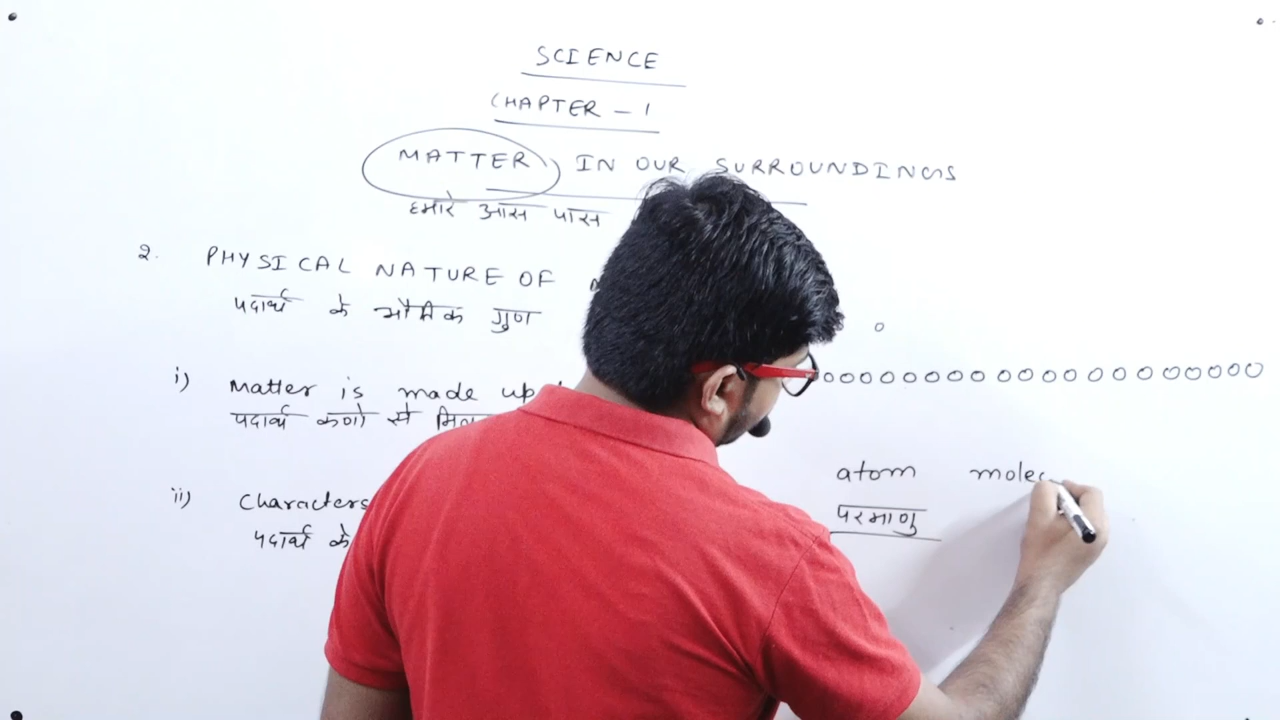 SCIENCE
CHAPTER - 1
MATTER IN OUR SURROUNDINGS
हमारे आस पास
2. PHYSICAL NATURE OF
पदार्थ के भौतिक गुण
i) Matter is made up
पदार्थ कणो से
ii) Characters
पदार्थ के
atom molec
परमाणु